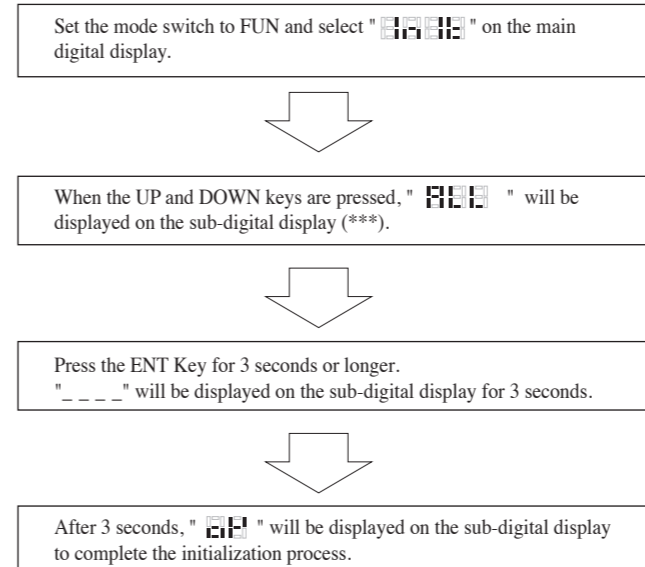 Set the mode switch to FUN and select " InIt " on the main
digital display.
When the UP and DOWN keys are pressed, " " will be
displayed on the sub-digital display (***).
Press the ENT Key for 3 seconds or longer.
"_ _ _ _" will be displayed on the sub-digital display for 3 seconds.
After 3 seconds, " " will be displayed on the sub-digital display
to complete the initialization process.